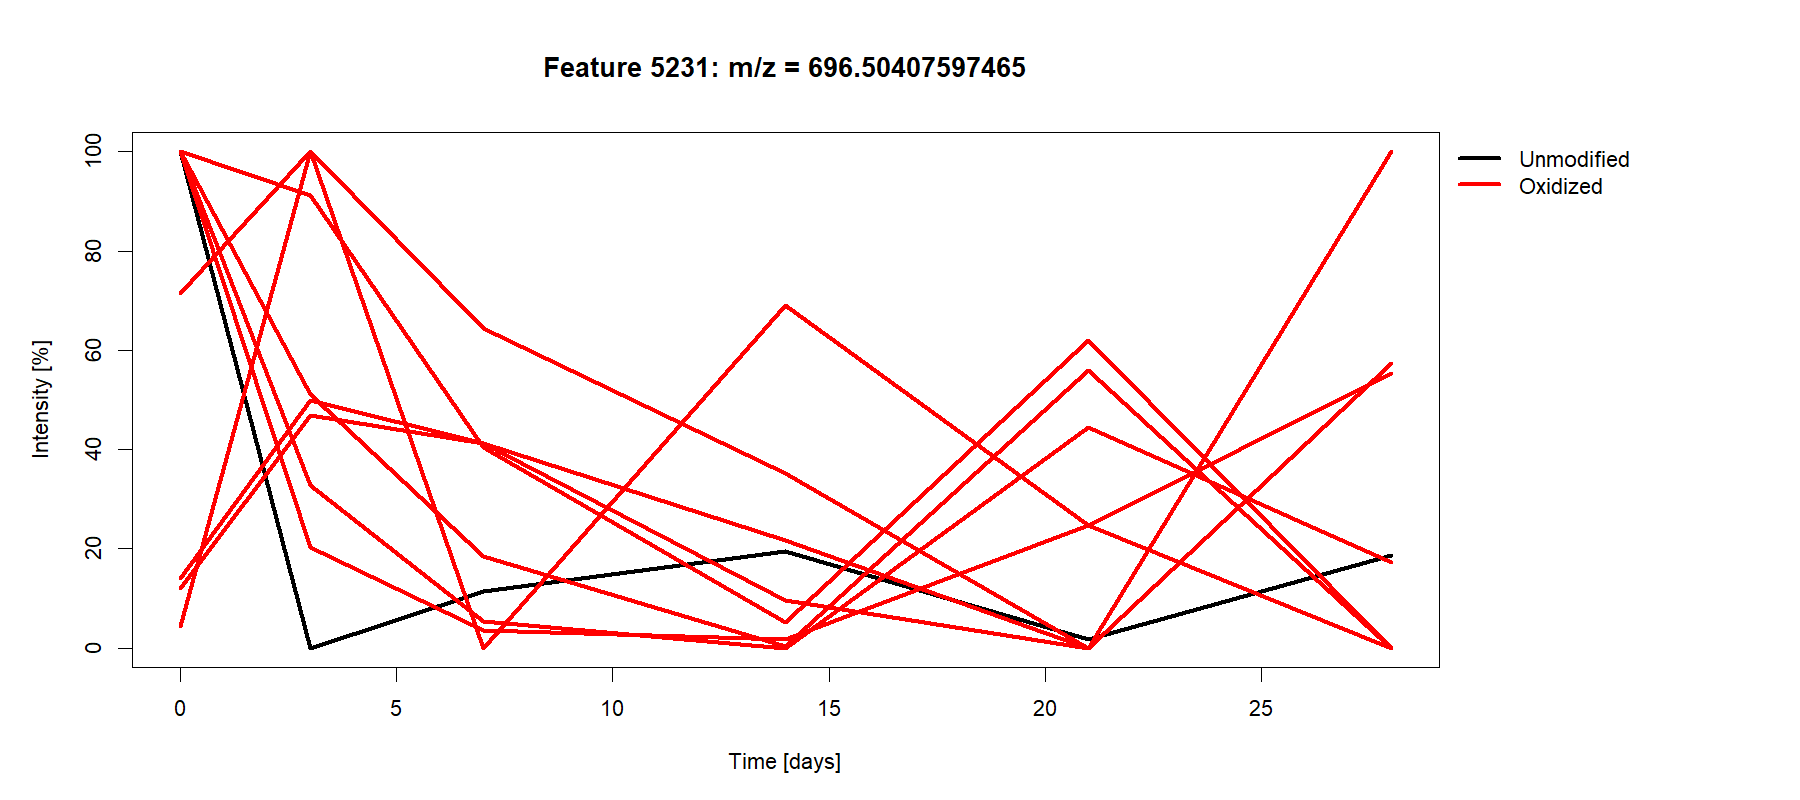 Feature 5231: m/z = 696.50407597465
Unmodified
Oxidized
Intensity [%]
100
80
60
40
20
0
0 5 10 15 20 25
Time [days]